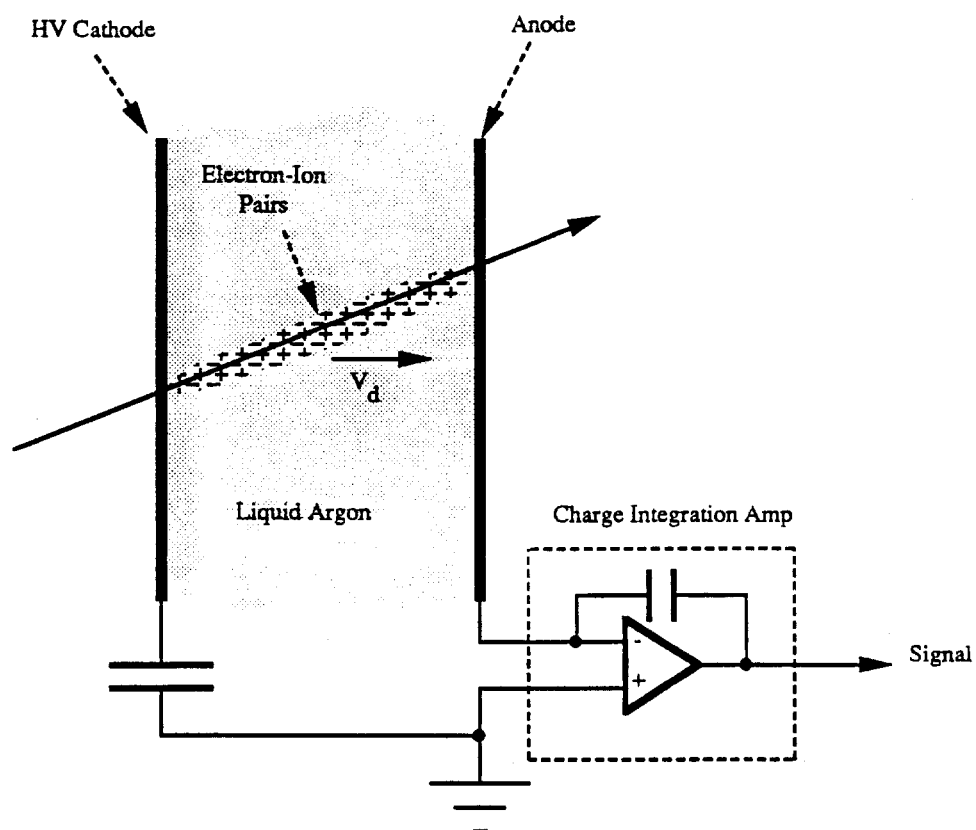 HV Cathode
Anode
Electron-Ion
Pairs
V
d
Liquid Argon
Charge Integration Amp
-
+
Signal